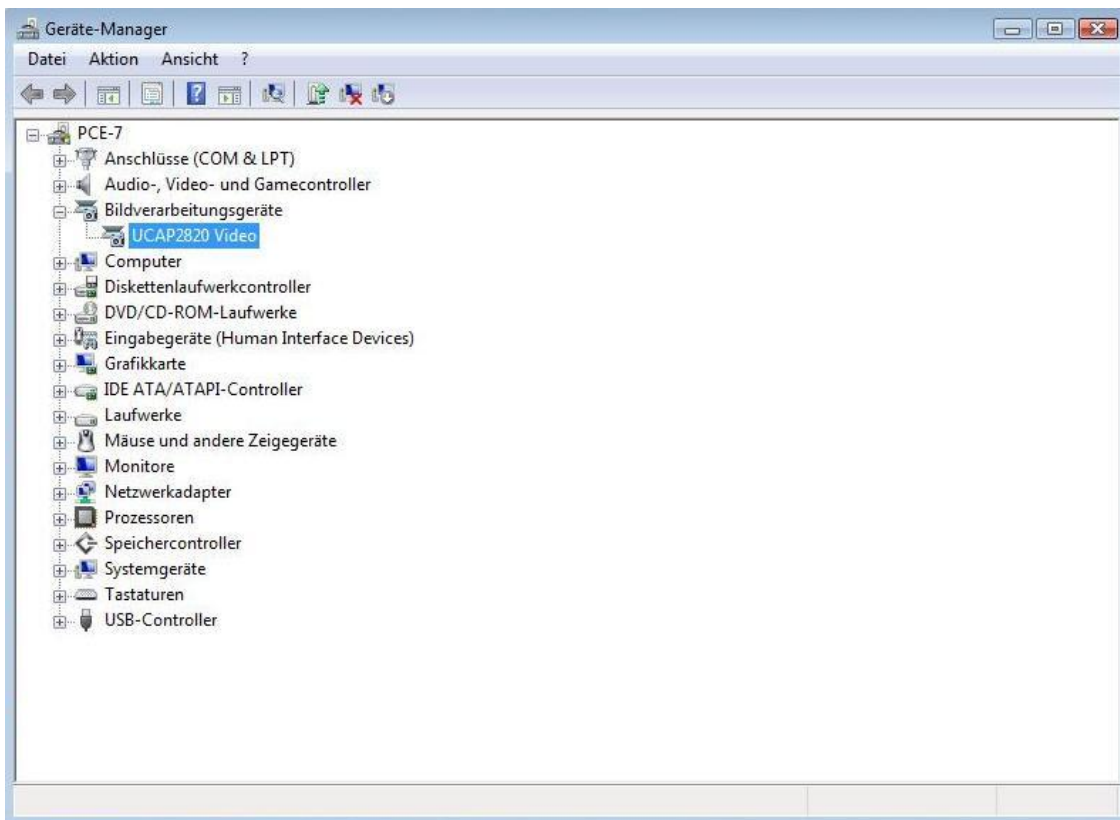 Geräte-Manager
Datei Aktion Ansicht ?
PCE-7
Anschlüsse (COM & LPT)
Audio-, Video- und Gamecontroller
Bildverarbeitungsgeräte
UCAP2820 Video
Computer
Diskettenlaufwerkcontroller
DVD/CD-ROM-Laufwerke
Eingabegeräte (Human Interface Devices)
Grafikkarte
IDE ATA/ATAPI-Controller
Laufwerke
Mäuse und andere Zeigegeräte
Monitore
Netzwerkadapter
Prozessoren
Speichercontroller
Systemgeräte
Tastaturen
USB-Controller